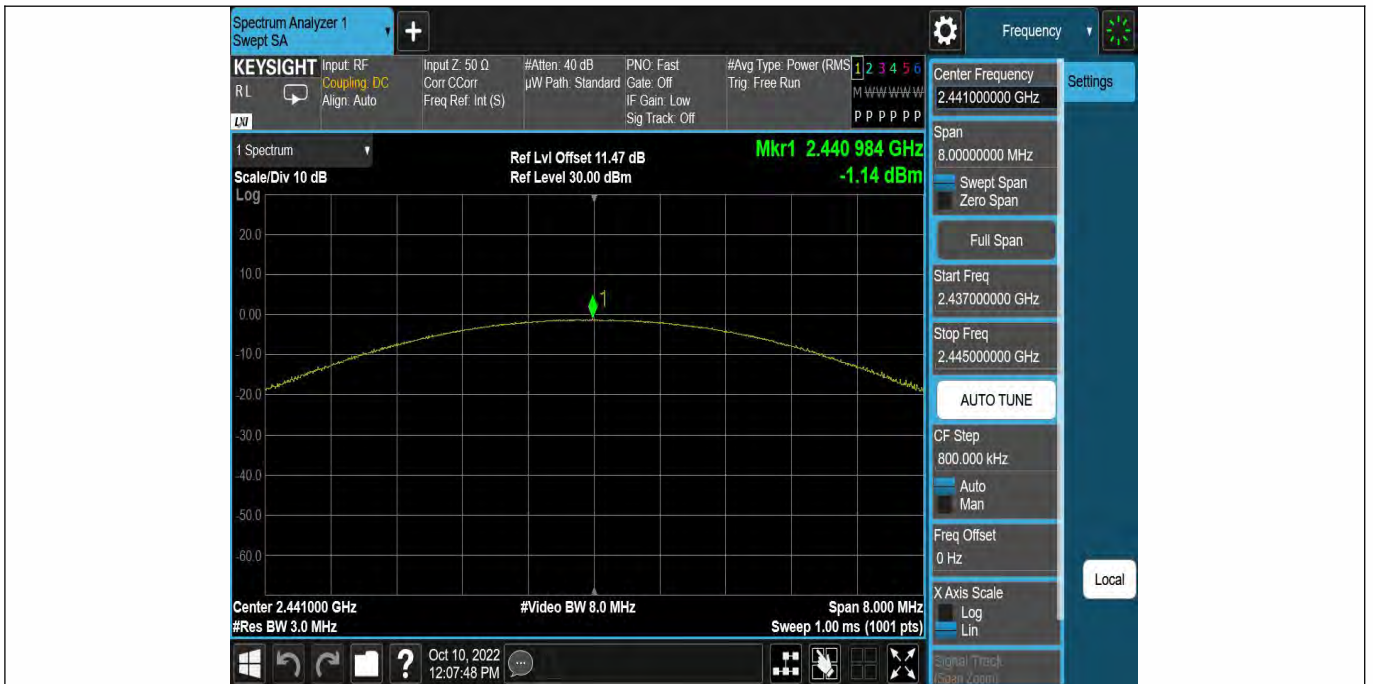 Spectrum Analyzer 1
Swept SA
+
Frequency
KEYSIGHT
RL
LXI
Input: RF
Coupling: DC
Align: Auto
Input Z: 50 Ω
Corr CCorr
Freq Ref: Int (S)
#Atten: 40 dB
µW Path: Standard
PNO: Fast
Gate: Off
IF Gain: Low
Sig Track: Off
#Avg Type: Power (RMS
Trig: Free Run
1 2 3 4 5 6
M W W W W W
P P P P P P
1 Spectrum
Scale/Div 10 dB
Log
Ref Lvl Offset 11.47 dB
Ref Level 30.00 dBm
Mkr1 2.440 984 GHz
-1.14 dBm
20.0
10.0
0.00
-10.0
-20.0
-30.0
-40.0
-50.0
-60.0
1
Center 2.441000 GHz
#Res BW 3.0 MHz
#Video BW 8.0 MHz
Span 8.000 MHz
Sweep 1.00 ms (1001 pts)
Center Frequency
2.441000000 GHz
Settings
Span
8.00000000 MHz
Swept Span
Zero Span
Full Span
Start Freq
2.437000000 GHz
Stop Freq
2.445000000 GHz
AUTO TUNE
CF Step
800.000 kHz
Auto
Man
Freq Offset
0 Hz
X Axis Scale
Log
Lin
Local
Signal Track
(Span Zoom)
?
Oct 10, 2022
12:07:48 PM